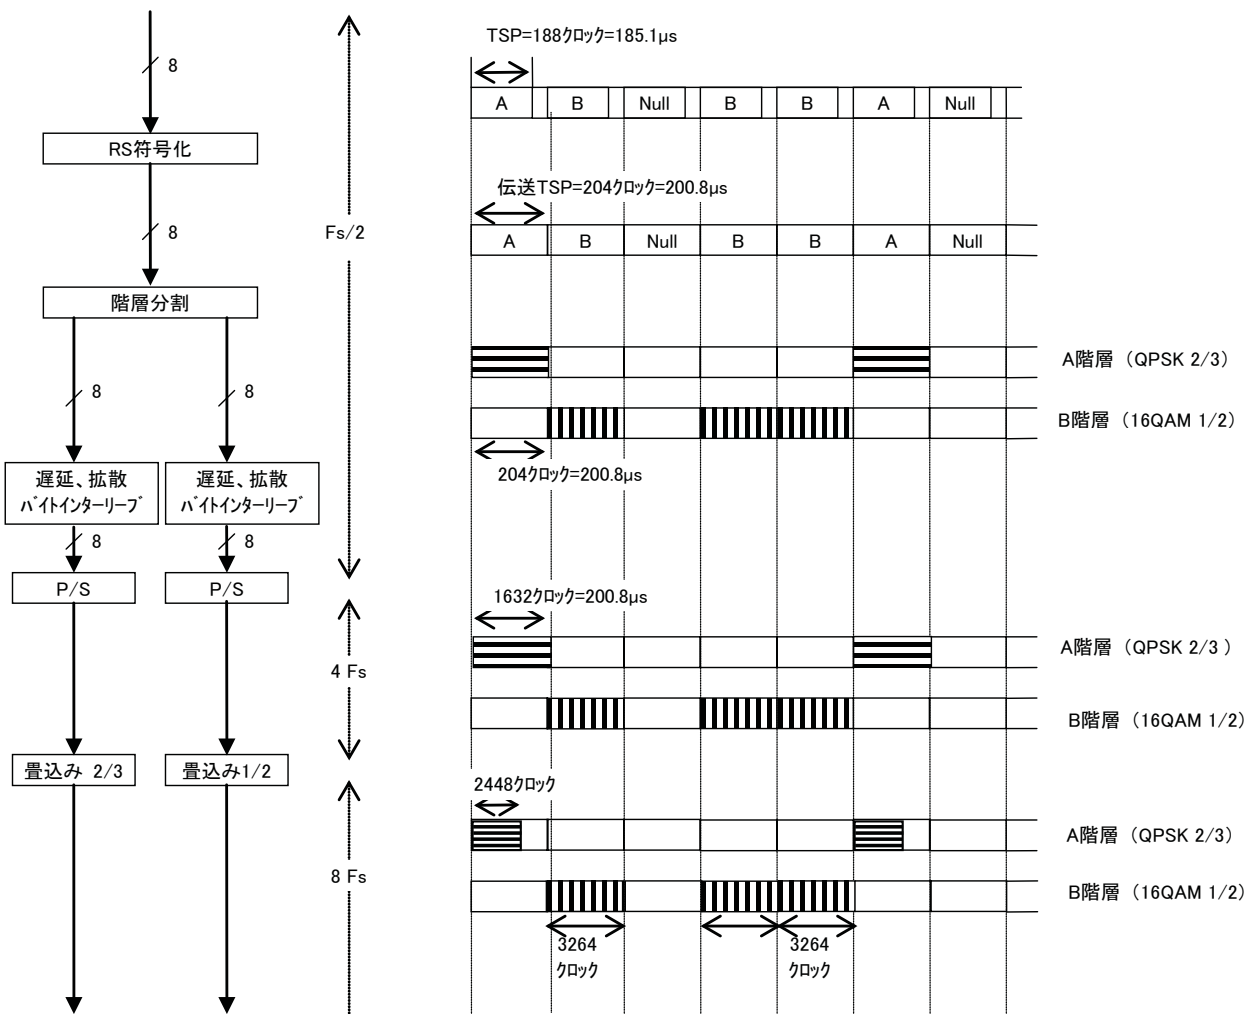 TSP=188クロック=185.1μs
8
A B Null B B A Null
RS符号化
伝送TSP=204クロック=200.8μs
8
Fs/2
A B Null B B A Null
階層分割
A階層 (QPSK 2/3)
8 8
B階層 (16QAM 1/2)
204クロック=200.8μs
遅延、拡散
バイトインターリーブ
遅延、拡散
バイトインターリーブ
8 8
P/S P/S
1632クロック=200.8μs
A階層 (QPSK 2/3 )
4 Fs
B階層 (16QAM 1/2)
畳込み 2/3
畳込み1/2
2448クロック
A階層 (QPSK 2/3)
8 Fs
B階層 (16QAM 1/2)
3264
クロック
3264
クロック